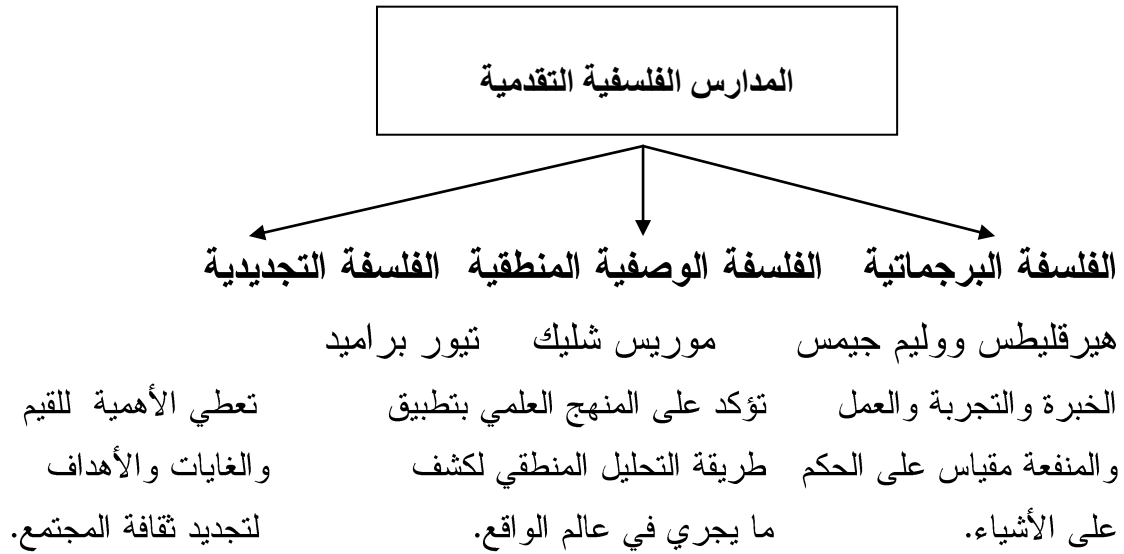 المدارس الفلسفية التقدمية
الفلسفة البرجماتية الفلسفة الوصفية المنطقية الفلسفة التجديدية
هيرقليطس ووليم جيمس موريس شليك تيور براميد
الخبرة والتجربة والعمل تؤكد على المنهج العلمي بتطبيق تعطي الأهمية للقيم
والمنفعة مقياس على الحكم طريقة التحليل المنطقي لكشف والغايات والأهداف
على الأشياء. ما يجري في عالم الواقع. لتجديد ثقافة المجتمع.